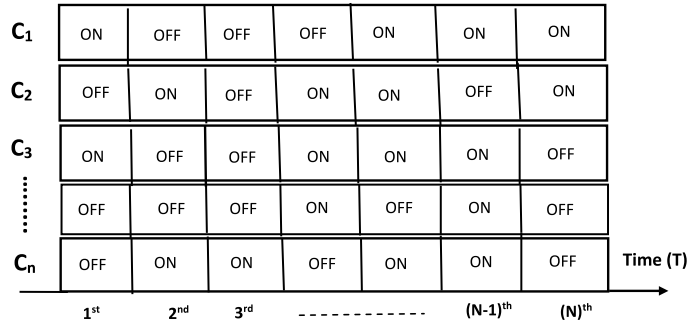 C1 ON OFF OFF OFF ON ON ON
C2 OFF ON OFF ON ON OFF ON
C3 ON OFF OFF ON ON ON OFF
OFF OFF OFF ON OFF ON OFF
Cn OFF ON ON OFF ON ON OFF Time (T)
1st 2nd 3rd (N-1)th (N)th